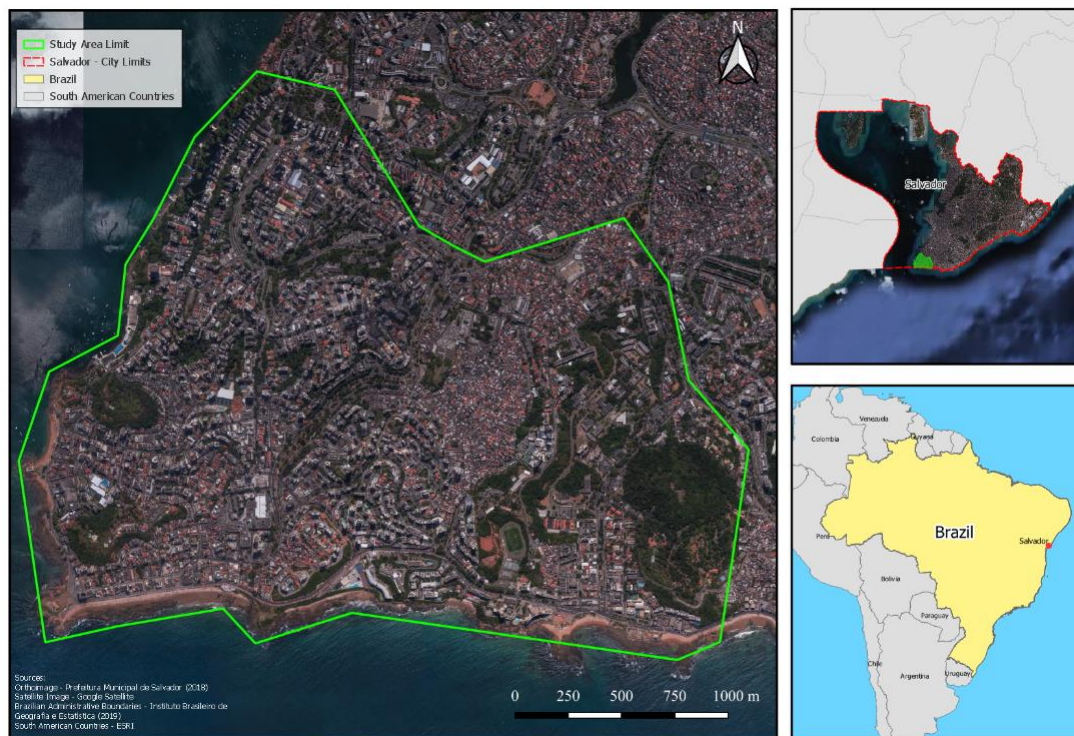 Study Area Limit
Salvador - City Limits
Brazil
South American Countries
N
Sources:
Orthoimage - Prefeitura Municipal de Salvador (2018)
Satellite Image - Google Satellite
Brazilian Administrative Boundaries - Instituto Brasileiro de
Geografia e Estatística (2019)
South American Countries - ESRI
0 250 500 750 1000 m
Salvador
Venezuela
Guyana
Colombia
Brazil
Salvador
Peru
Bolivia
Paraguay
Chile
Argentina
Uruguay